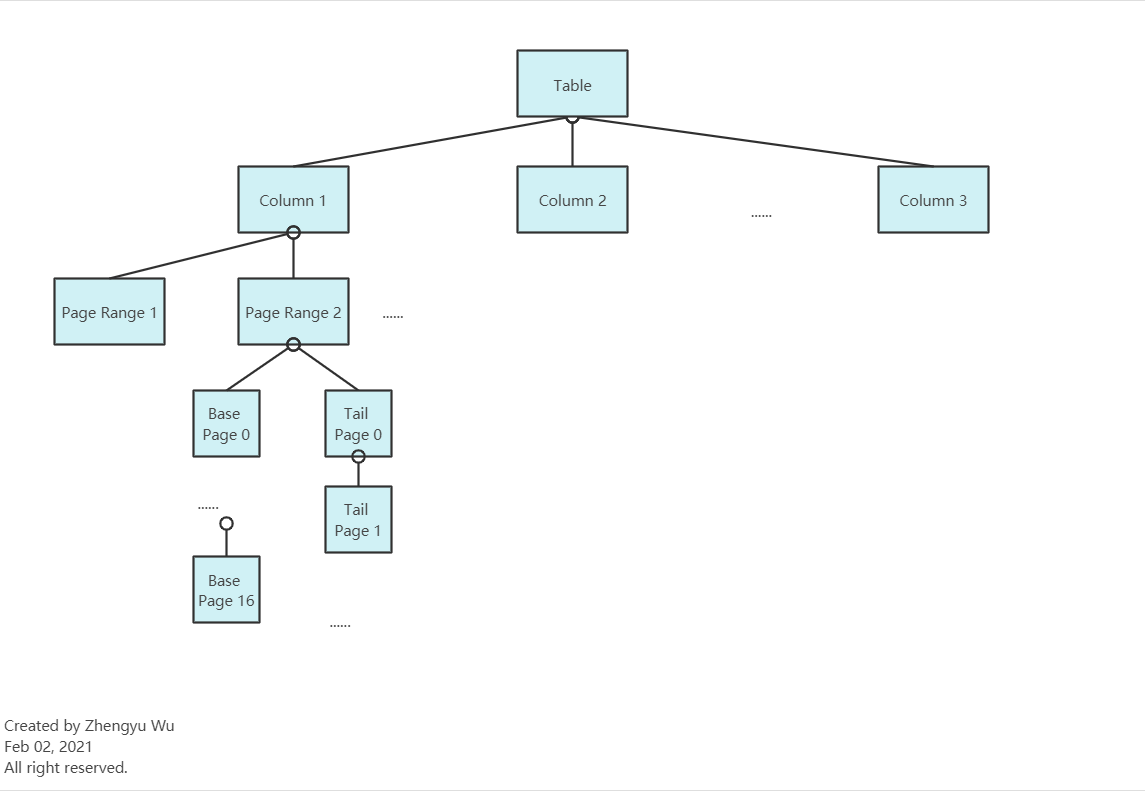 Table
Column 1
Column 2
......
Column 3
Page Range 1
Page Range 2
......
Base
Page 0
Tail
Page 0
......
Tail
Page 1
Base
Page 16
......
Created by Zhengyu Wu
Feb 02, 2021
All right reserved.